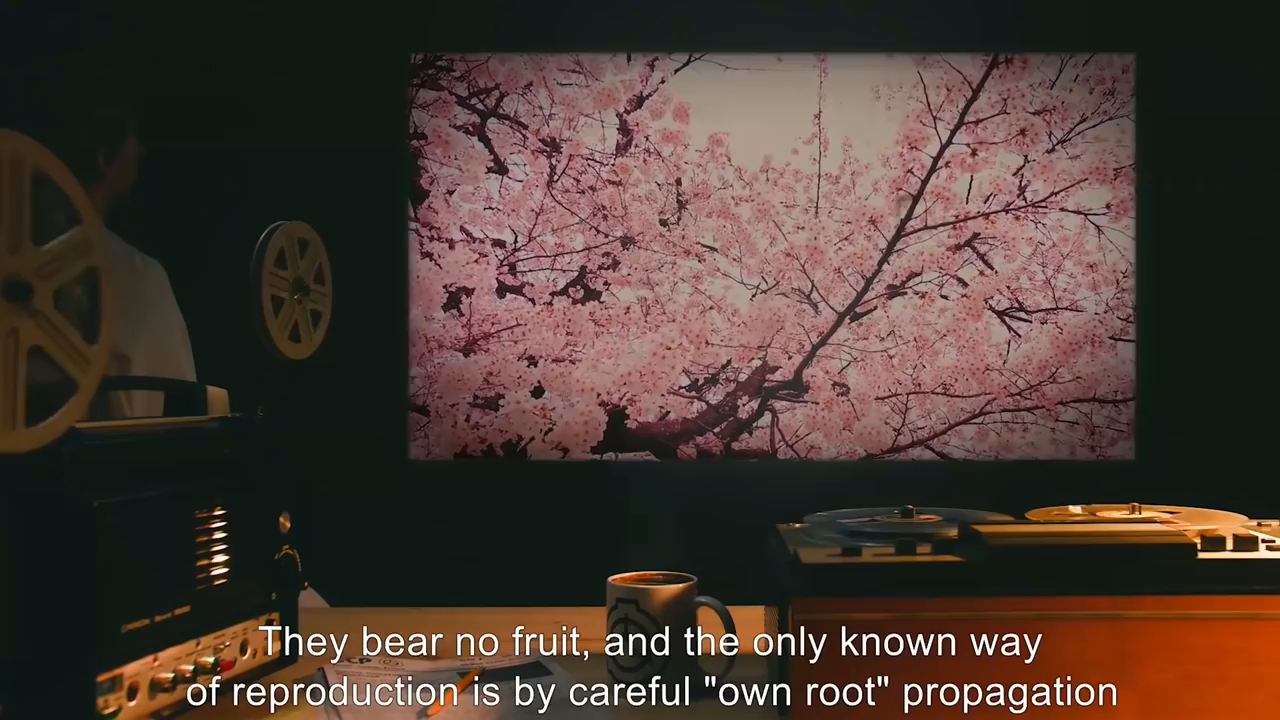 They bear no fruit, and the only known way
of reproduction is by careful "own root" propagation